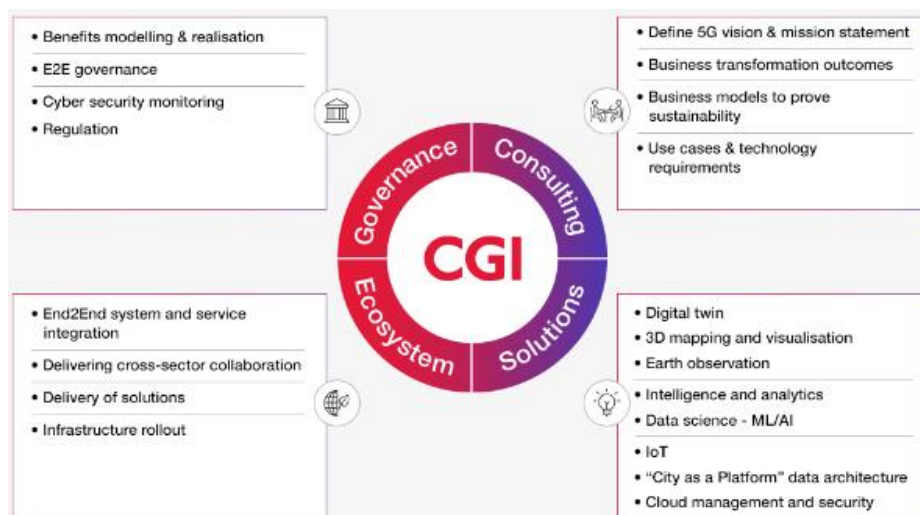 • Benefits modelling & realisation
• E2E governance
• Cyber security monitoring
• Regulation
• Define 5G vision & mission statement
• Business transformation outcomes
• Business models to prove
sustainability
• Use cases & technology
requirements
Governance
Consulting
CGI
Ecosystem
Solutions
• End2End system and service
integration
• Delivering cross-sector collaboration
• Delivery of solutions
• Infrastructure rollout
• Digital twin
• 3D mapping and visualisation
• Earth observation
• Intelligence and analytics
• Data science - ML/AI
• IoT
• “City as a Platform” data architecture
• Cloud management and security